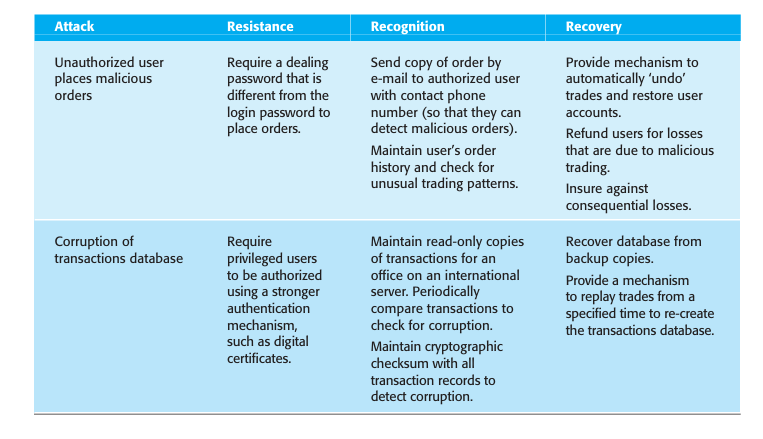 Attack
Resistance
Recognition
Recovery
Unauthorized user
places malicious
orders
Require a dealing
password that is
different from the
login password to
place orders.
Send copy of order by
e-mail to authorized user
with contact phone
number (so that they can
detect malicious orders).
Maintain user's order
history and check for
unusual trading patterns.
Provide mechanism to
automatically ‘undo’
trades and restore user
accounts.
Refund users for losses
that are due to malicious
trading.
Insure against
consequential losses.
Corruption of
transactions database
Require
privileged users
to be authorized
using a stronger
authentication
mechanism,
such as digital
certificates.
Maintain read-only copies
of transactions for an
office on an international
server. Periodically
compare transactions to
check for corruption.
Maintain cryptographic
checksum with all
transaction records to
detect corruption.
Recover database from
backup copies.
Provide a mechanism
to replay trades from a
specified time to re-create
the transactions database.